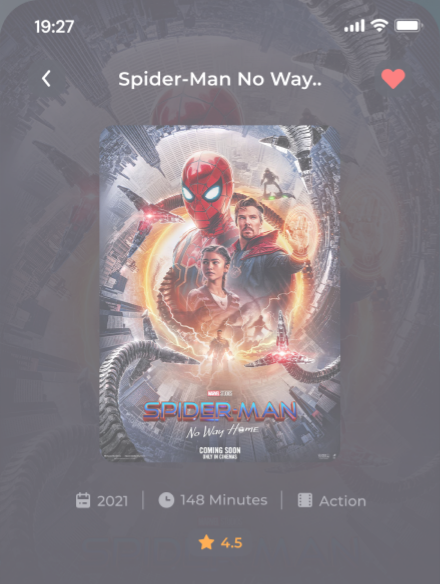 19:27
Spider-Man No Way..
MARVEL STUDIOS
SPIDER-MAN
No Way Home
COMING SOON
ONLY IN CINEMAS
2021 148 Minutes Action
4.5